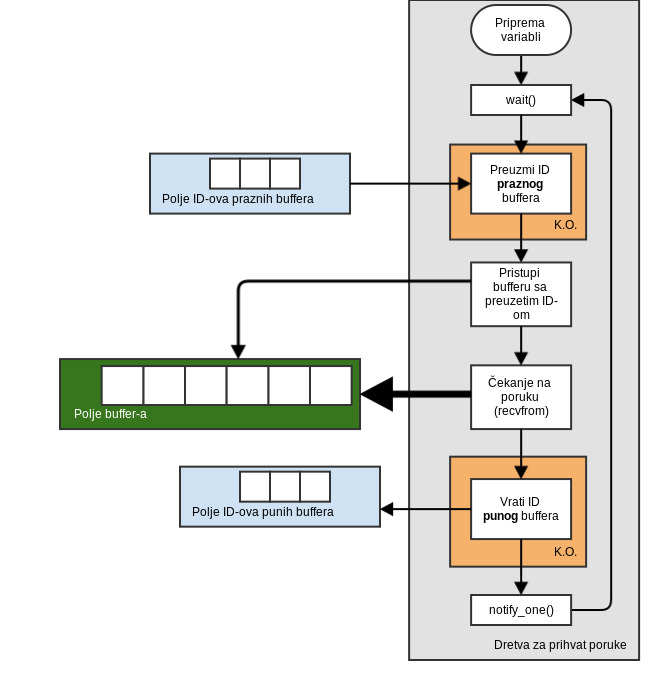 Priprema
variabli
wait()
Preuzmi ID
praznog
buffera
K.O.
Polje ID-ova praznih buffera
Pristupi
bufferu sa
preuzetim ID-
om
Čekanje na
poruku
(recvfrom)
Polje buffer-a
Vrati ID
punog buffera
K.O.
Polje ID-ova punih buffera
notify_one()
Dretva za prihvat poruke